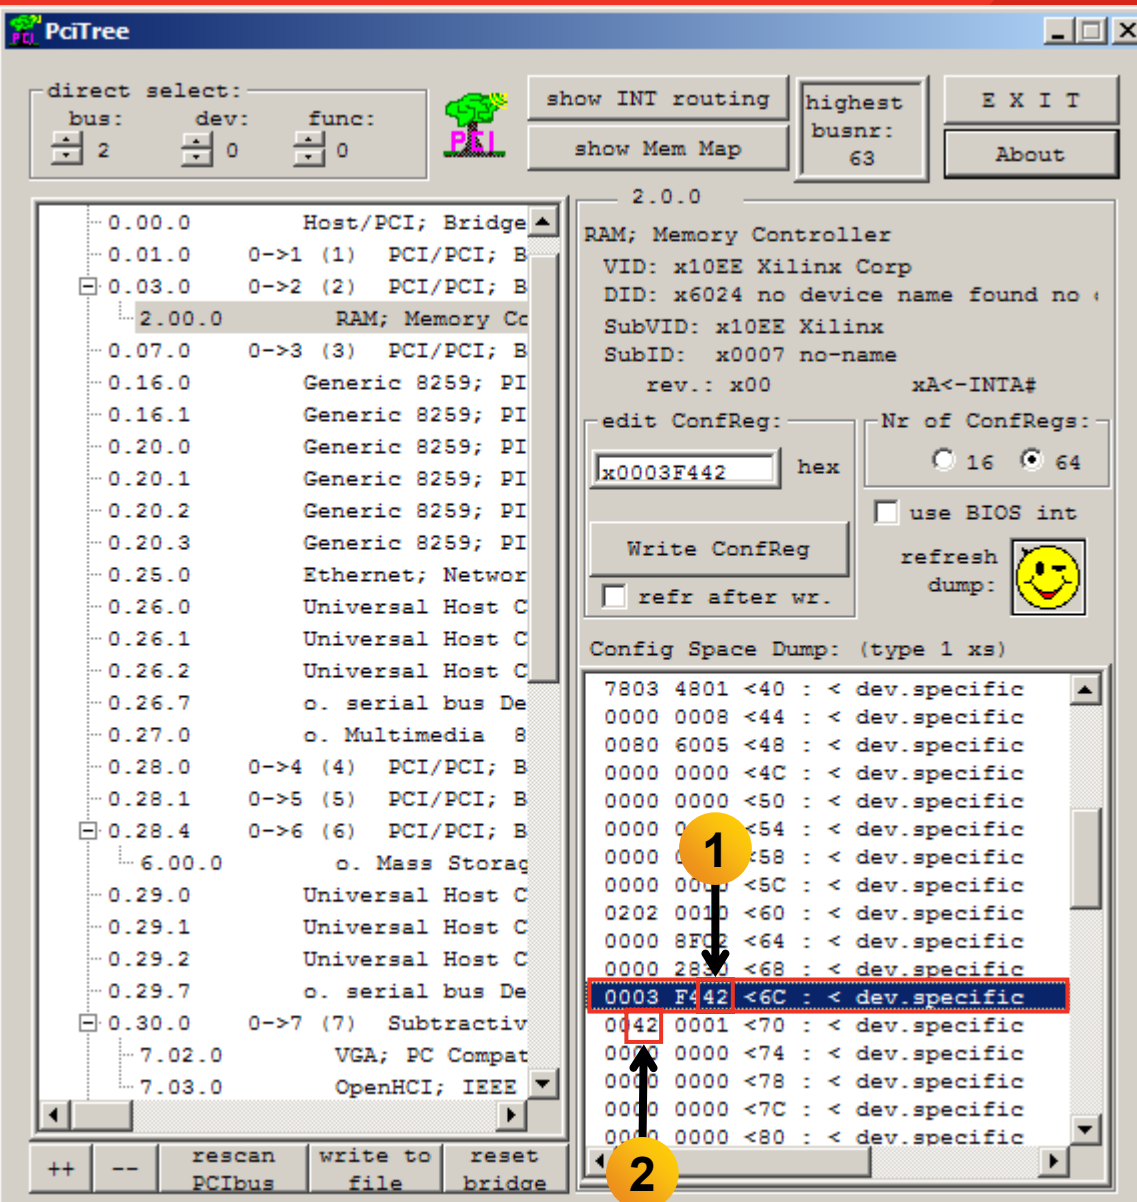 PciTree
direct select:
bus: dev: func:
2 0 0
PCI
show INT routing
show Mem Map
highest
busnr:
63
E X I T
About
0.00.0 Host/PCI; Bridge
0.01.0 0->1 (1) PCI/PCI; B
0.03.0 0->2 (2) PCI/PCI; B
2.00.0 RAM; Memory Co
0.07.0 0->3 (3) PCI/PCI; B
0.16.0 Generic 8259; PI
0.16.1 Generic 8259; PI
0.20.0 Generic 8259; PI
0.20.1 Generic 8259; PI
0.20.2 Generic 8259; PI
0.20.3 Generic 8259; PI
0.25.0 Ethernet; Networ
0.26.0 Universal Host C
0.26.1 Universal Host C
0.26.2 Universal Host C
0.26.7 o. serial bus De
0.27.0 o. Multimedia 8
0.28.0 0->4 (4) PCI/PCI; B
0.28.1 0->5 (5) PCI/PCI; B
0.28.4 0->6 (6) PCI/PCI; B
6.00.0 o. Mass Storag
0.29.0 Universal Host C
0.29.1 Universal Host C
0.29.2 Universal Host C
0.29.7 o. serial bus De
0.30.0 0->7 (7) Subtractiv
7.02.0 VGA; PC Compat
7.03.0 OpenHCI; IEEE
++ -- rescan PCIbus write to file reset bridge
2.0.0
RAM; Memory Controller
VID: x10EE Xilinx Corp
DID: x6024 no device name found no
SubVID: x10EE Xilinx
SubID: x0007 no-name
rev.: x00 xA<-INTA#
edit ConfReg:
x0003F442 hex
Write ConfReg
refr after wr.
Nr of ConfRegs:
16 64
use BIOS int
refresh
dump:
Config Space Dump: (type 1 xs)
7803 4801 <40 : < dev.specific
0000 0008 <44 : < dev.specific
0080 6005 <48 : < dev.specific
0000 0000 <4C : < dev.specific
0000 0000 <50 : < dev.specific
0000 <54 : < dev.specific
0000 <58 : < dev.specific
0000 0000 <5C : < dev.specific
0202 0010 <60 : < dev.specific
0000 8FC2 <64 : < dev.specific
0000 2830 <68 : < dev.specific
0003 F442 <6C : < dev.specific
0042 0001 <70 : < dev.specific
0000 0000 <74 : < dev.specific
0000 0000 <78 : < dev.specific
0000 0000 <7C : < dev.specific
0000 0000 <80 : < dev.specific
1
2